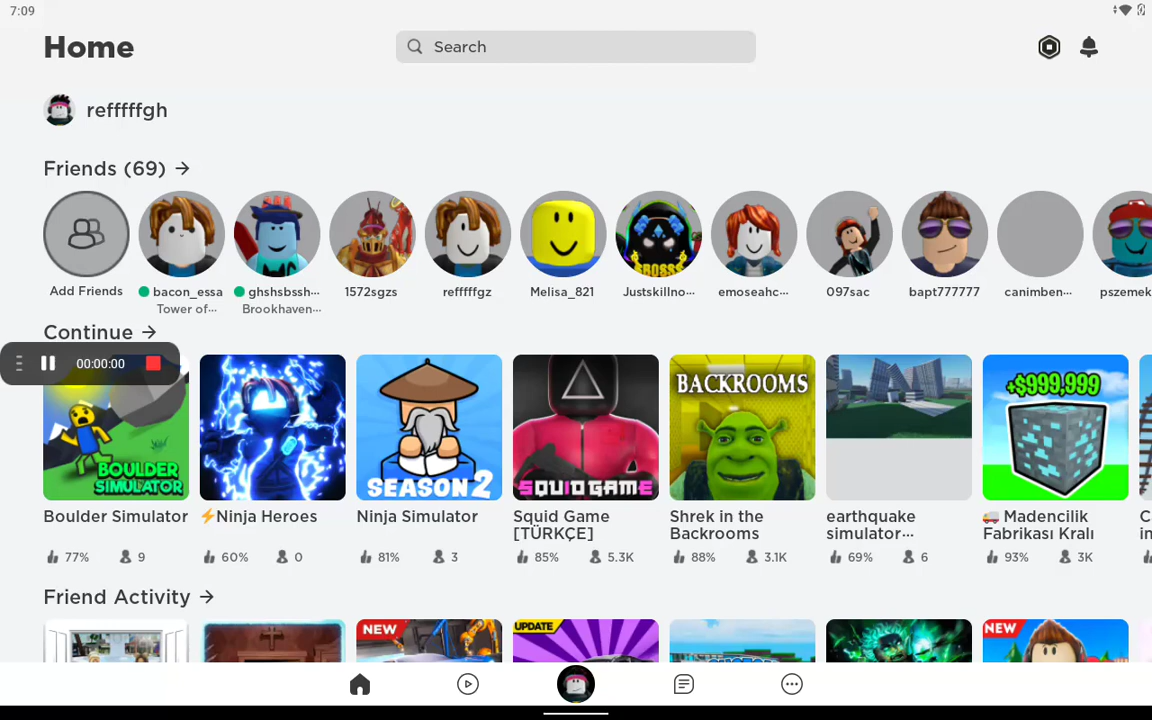 7:09
Home
Search
refffffgh
Friends (69)
Add Friends
bacon_essa
Tower of...
ghshsbssh...
Brookhaven...
1572sgzs
refffffgz
Melisa_821
Justskillno...
emoseahc...
097sac
bapt777777
canimben...
pszemek
Continue
00:00:00
BOULDER
SIMULATOR
SEASON 2
SQUID GAME
BACKROOMS
+$999,999
Boulder Simulator
⚡Ninja Heroes
Ninja Simulator
Squid Game
[TÜRKÇE]
Shrek in the
Backrooms
earthquake
simulator...
🚚 Madencilik
Fabrikası Kralı
77% 9
60% 0
81% 3
85% 5.3K
88% 3.1K
69% 6
93% 3K
Friend Activity
NEW
UPDATE
NEW